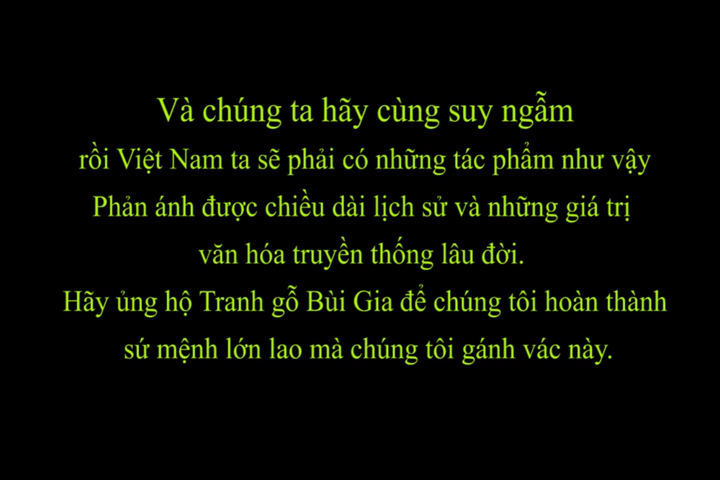 Và chúng ta hãy cùng suy ngẫm
rồi Việt Nam ta sẽ phải có những tác phẩm như vậy
Phản ánh được chiều dài lịch sử và những giá trị
văn hóa truyền thống lâu đời.
Hãy ủng hộ Tranh gỗ Bùi Gia để chúng tôi hoàn thành
sứ mệnh lớn lao mà chúng tôi gánh vác này.